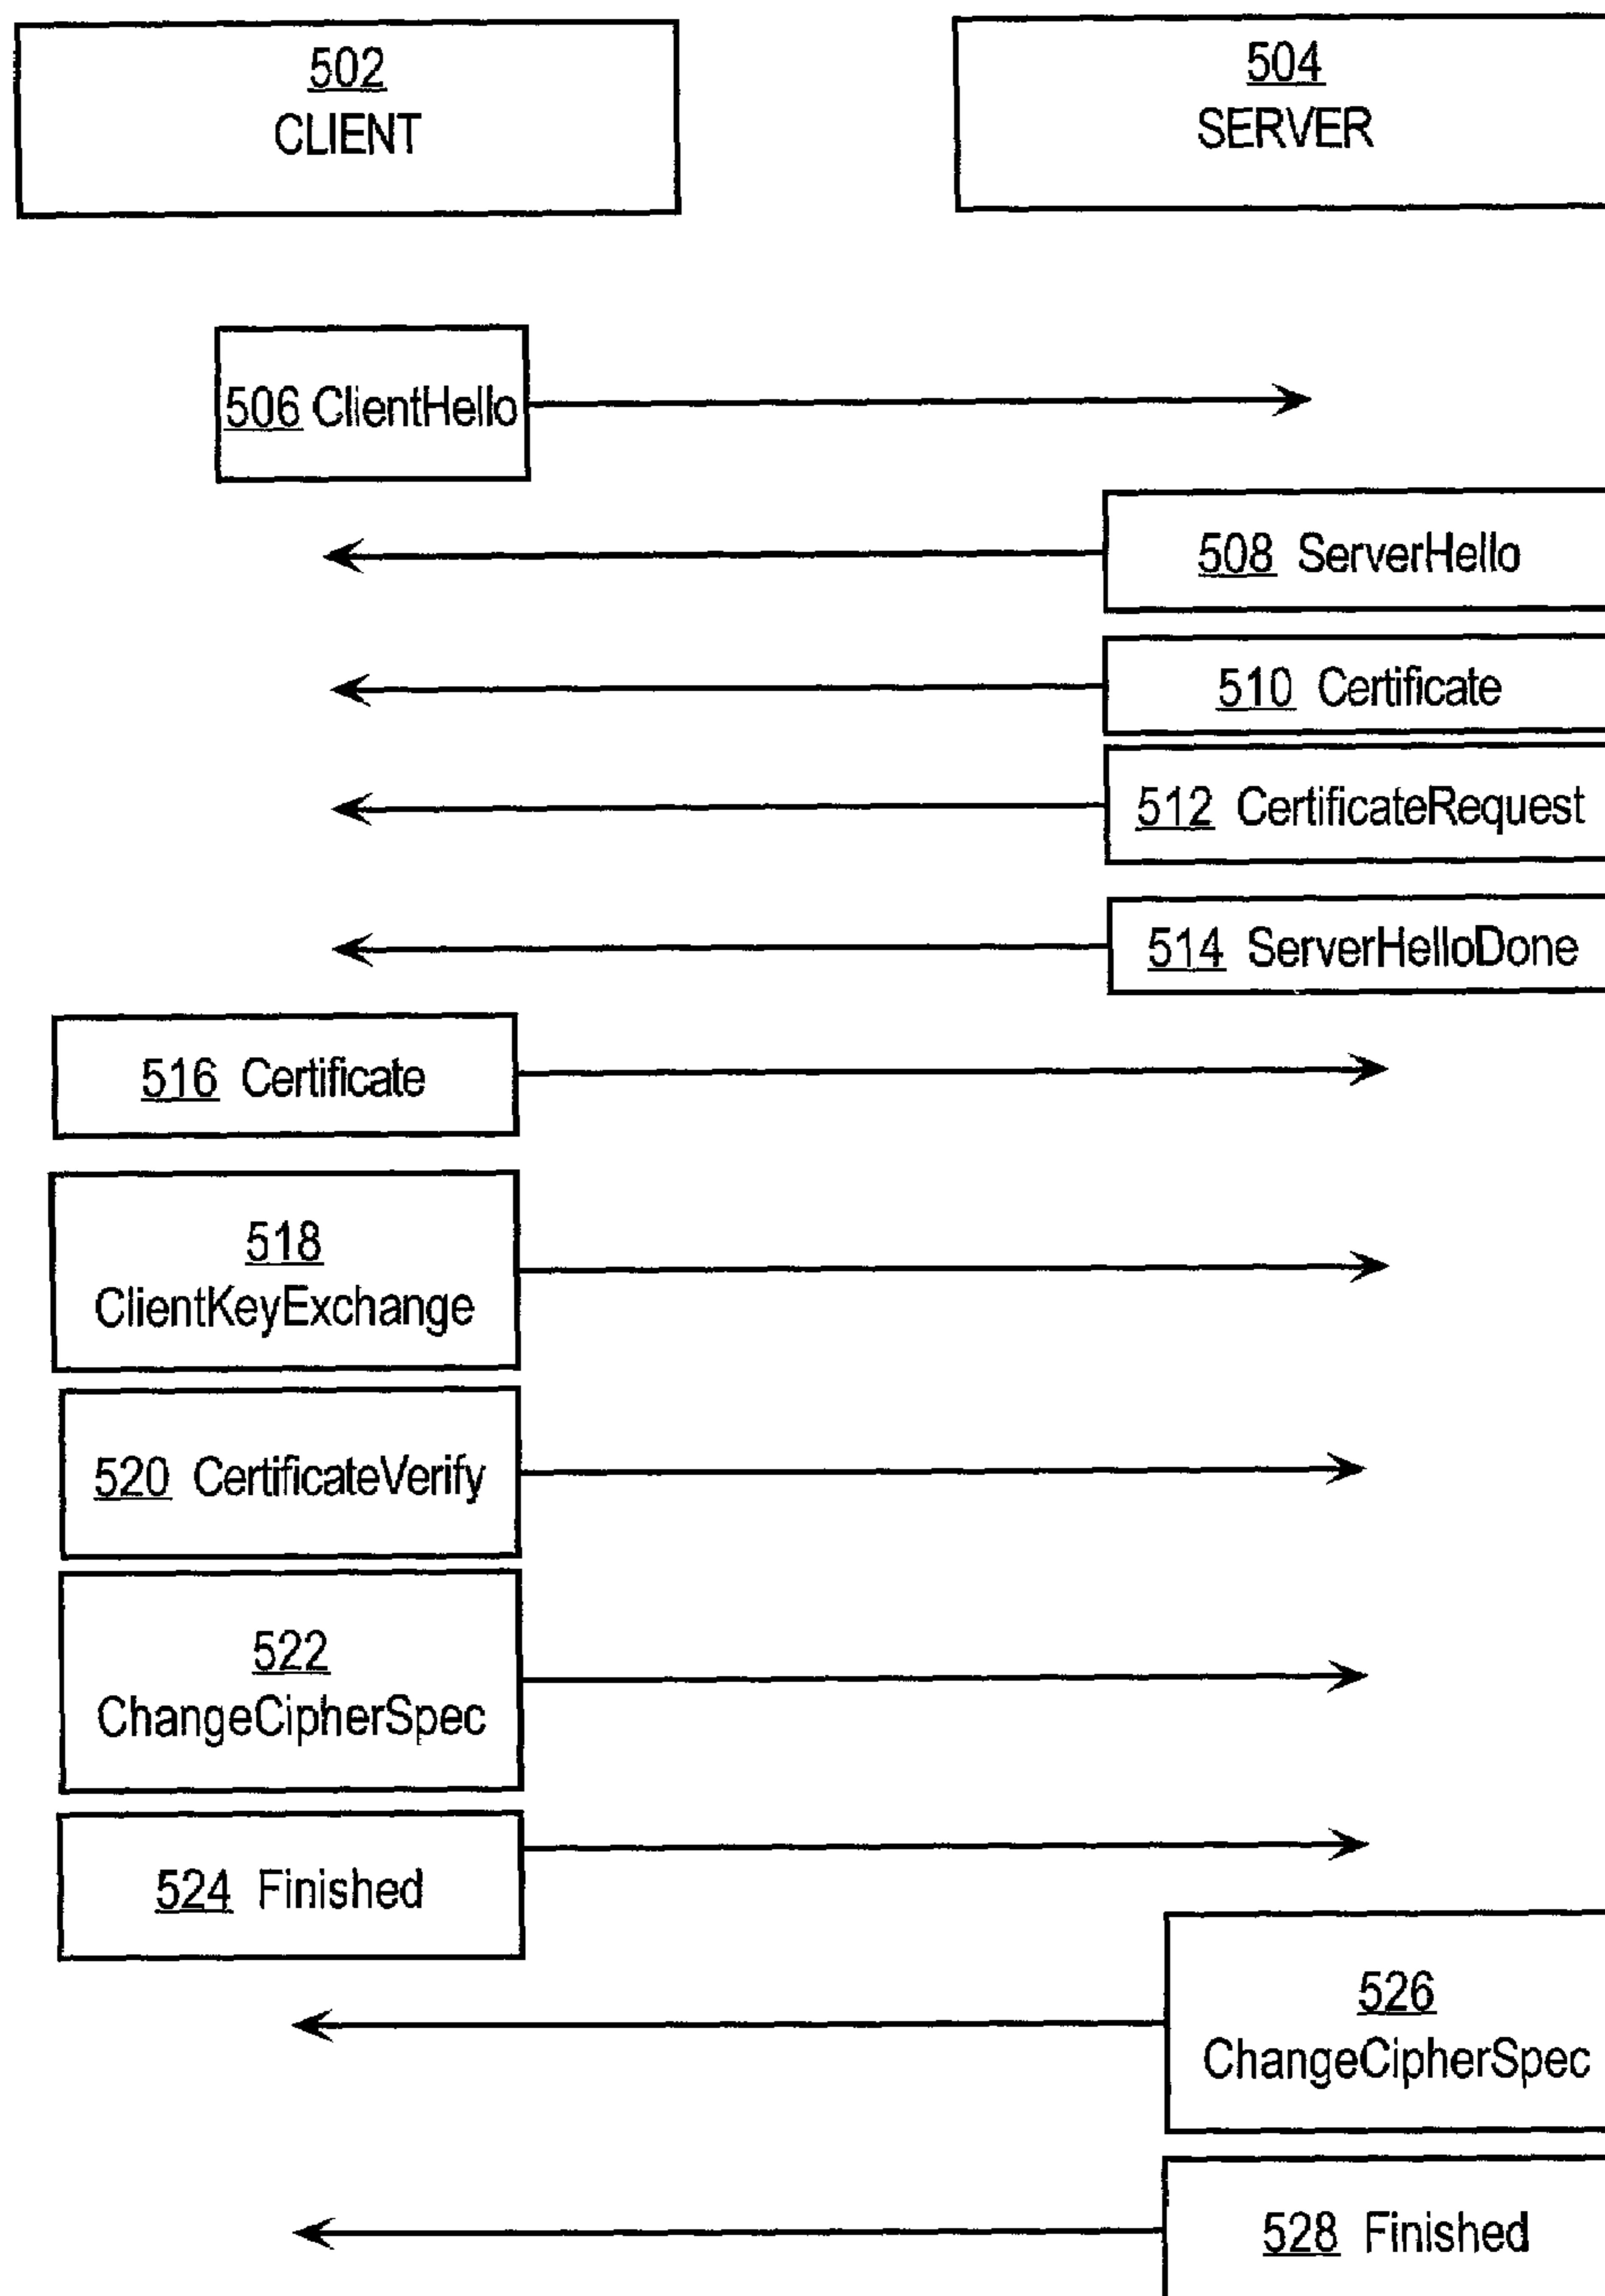 502
CLIENT
504
SERVER
506 ClientHello
508 ServerHello
510 Certificate
512 CertificateRequest
514 ServerHelloDone
516 Certificate
518
ClientKeyExchange
520 CertificateVerify
522
ChangeCipherSpec
524 Finished
526
ChangeCipherSpec
528 Finished